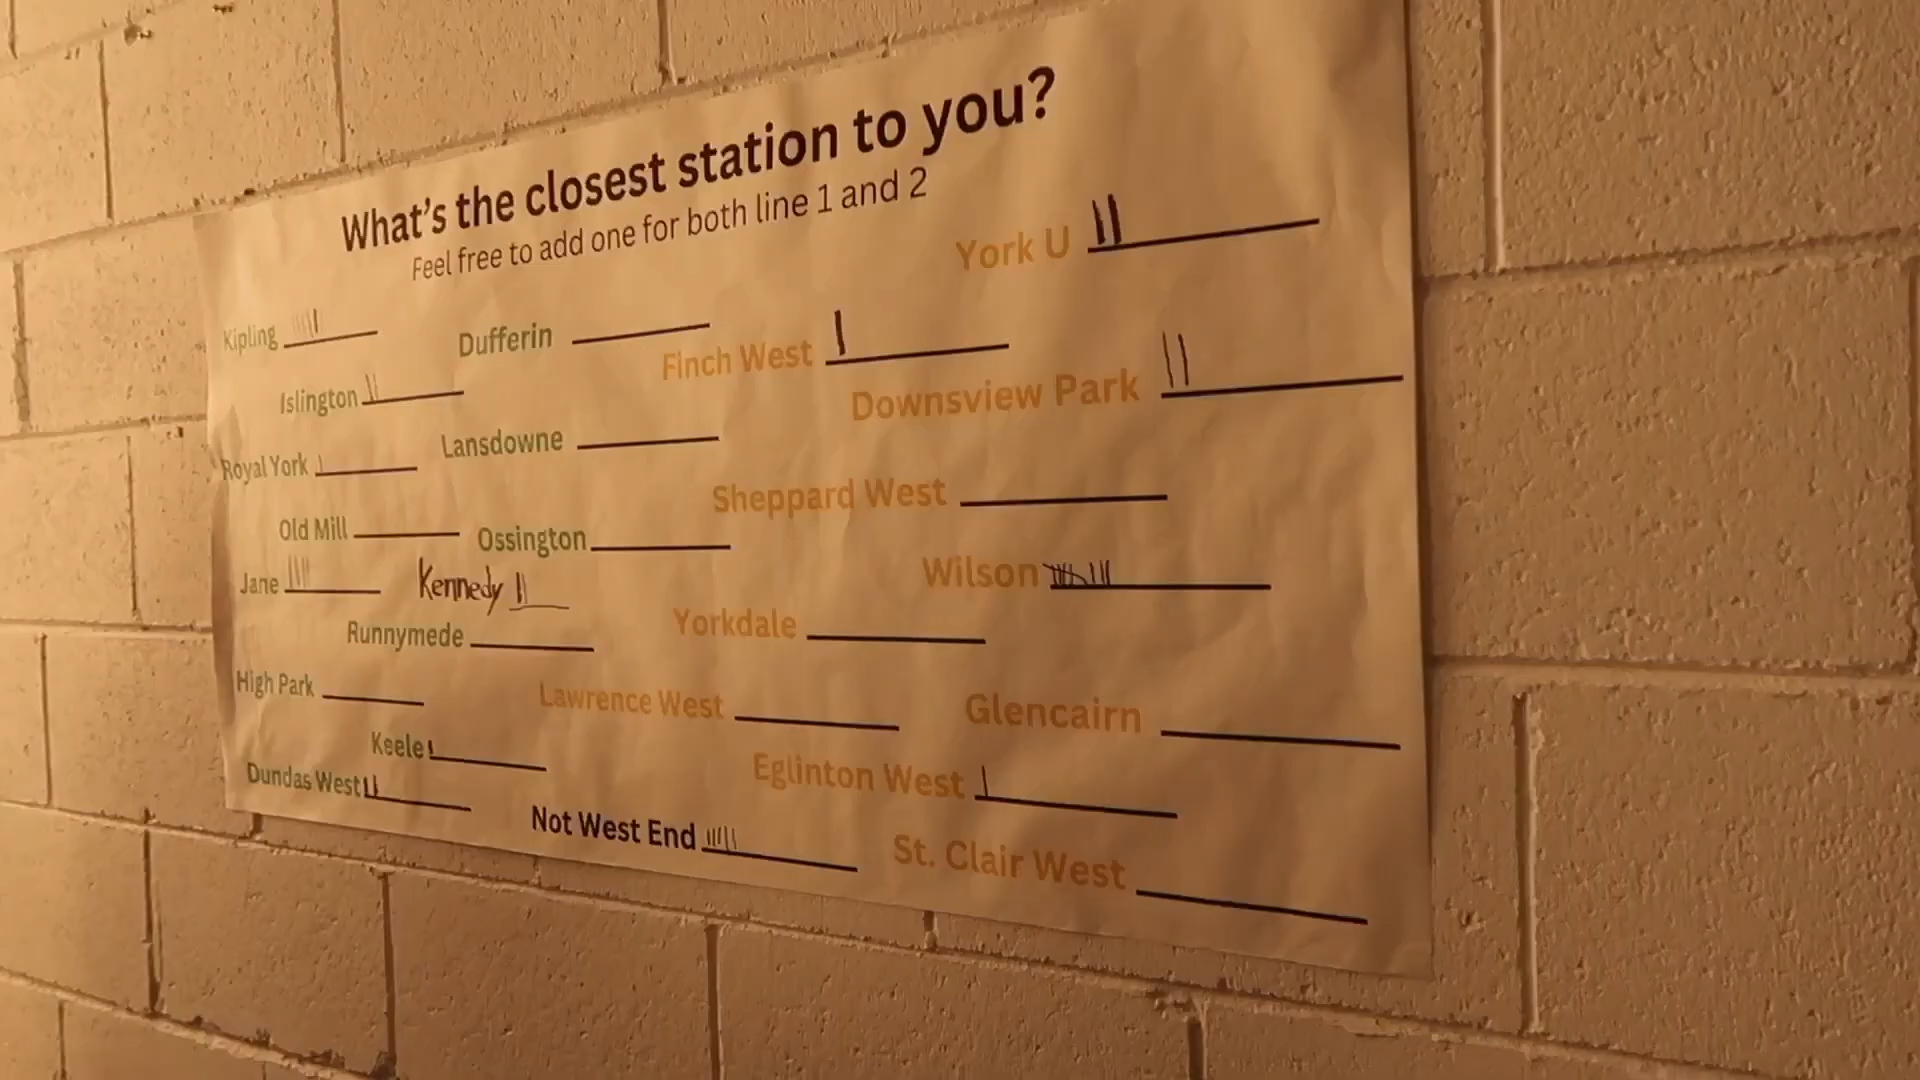 What's the closest station to you?
Feel free to add one for both line 1 and 2
York U
Kipling
Dufferin
Finch West
Islington
Downsview Park
Lansdowne
Royal York
Sheppard West
Old Mill
Ossington
Wilson
Jane
Kennedy
Runnymede
Yorkdale
High Park
Lawrence West
Glencairn
Keele
Eglinton West
Dundas West
Not West End
St. Clair West